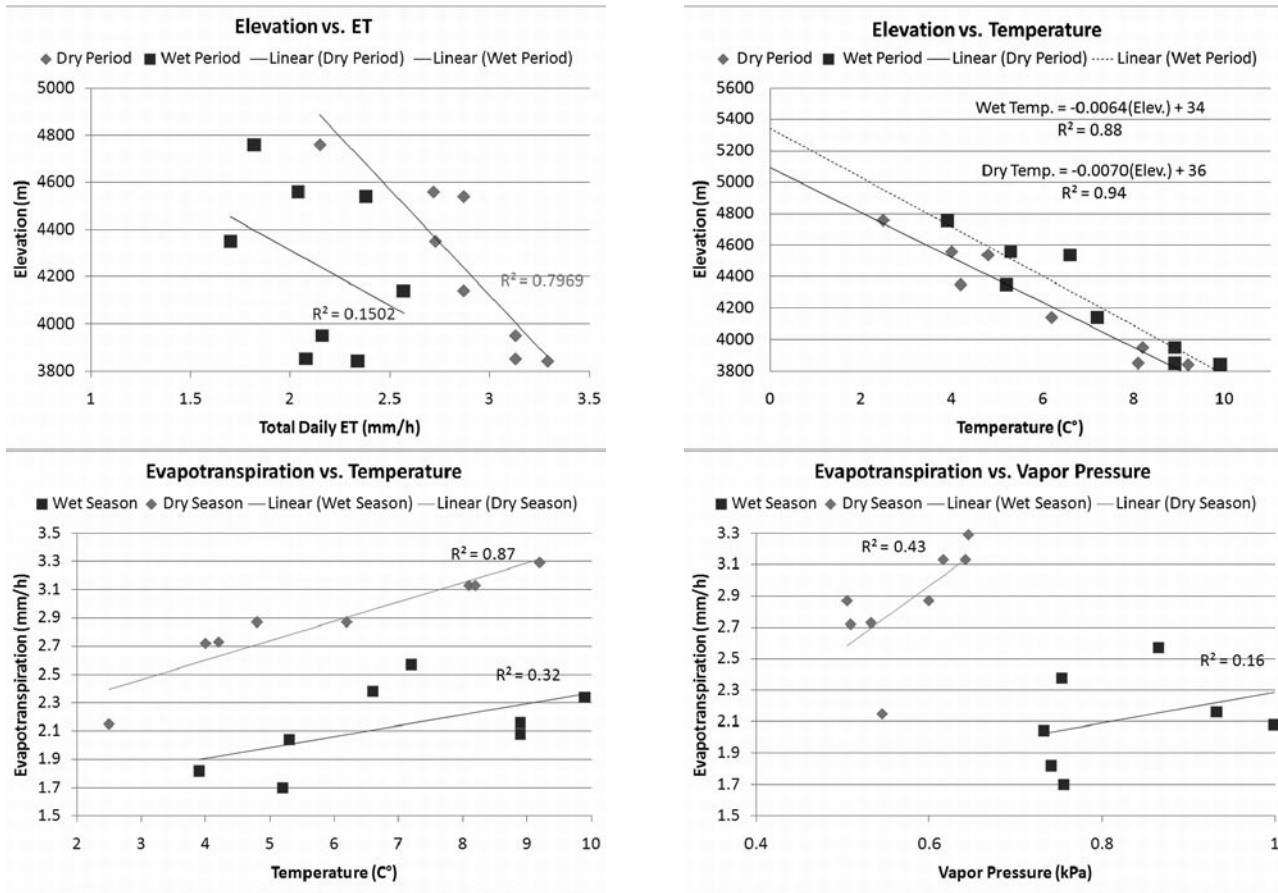 Elevation vs. ET
Dry Period Wet Period Linear (Dry Period) Linear (Wet Period)
5000
4800
4600
4400
4200
4000
3800
Elevation (m)
R² = 0.7969
R² = 0.1502
1 1.5 2 2.5 3 3.5
Total Daily ET (mm/h)
Elevation vs. Temperature
Dry Period Wet Period Linear (Dry Period) Linear (Wet Period)
5600
5400
5200
5000
4800
4600
4400
4200
4000
3800
Elevation (m)
Wet Temp. = -0.0064(Elev.) + 34
R² = 0.88
Dry Temp. = -0.0070(Elev.) + 36
R² = 0.94
0 2 4 6 8 10
Temperature (C°)
Evapotranspiration vs. Temperature
Wet Season Dry Season Linear (Wet Season) Linear (Dry Season)
3.5
3.3
3.1
2.9
2.7
2.5
2.3
2.1
1.9
1.7
1.5
Evapotranspiration (mm/h)
R² = 0.87
R² = 0.32
2 3 4 5 6 7 8 9 10
Temperature (C°)
Evapotranspiration vs. Vapor Pressure
Wet Season Dry Season Linear (Wet Season) Linear (Dry Season)
3.3
3.1
2.9
2.7
2.5
2.3
2.1
1.9
1.7
1.5
Evapotranspiration (mm/h)
R² = 0.43
R² = 0.16
0.4 0.6 0.8 1
Vapor Pressure (kPa)